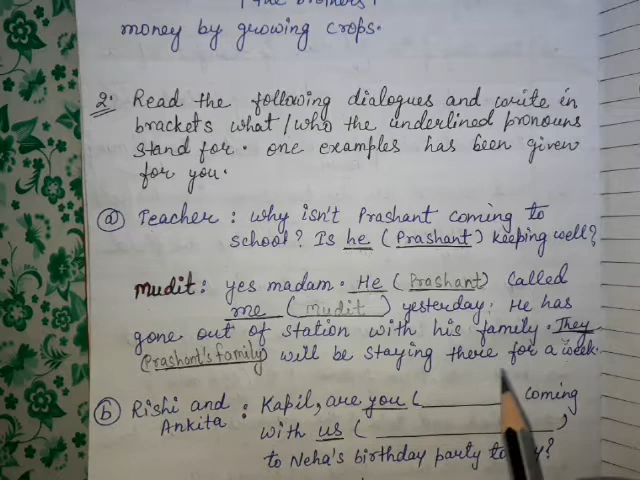 the brothers
money by growing crops.
2. Read the following dialogues and write in
brackets what/who the underlined pronouns
stand for. one examples has been given
for you.
(a) Teacher : why isn't Prashant coming to
school? Is he (Prashant) keeping well?
Mudit: yes madam. He (Prashant) called
me (mudit) yesterday. He has
gone out of station with his family. They
(Prashant's family) will be staying there for a week.
(b) Rishi and Ankita : Kapil, are you (________ coming
with us (________)
to Neha's birthday party